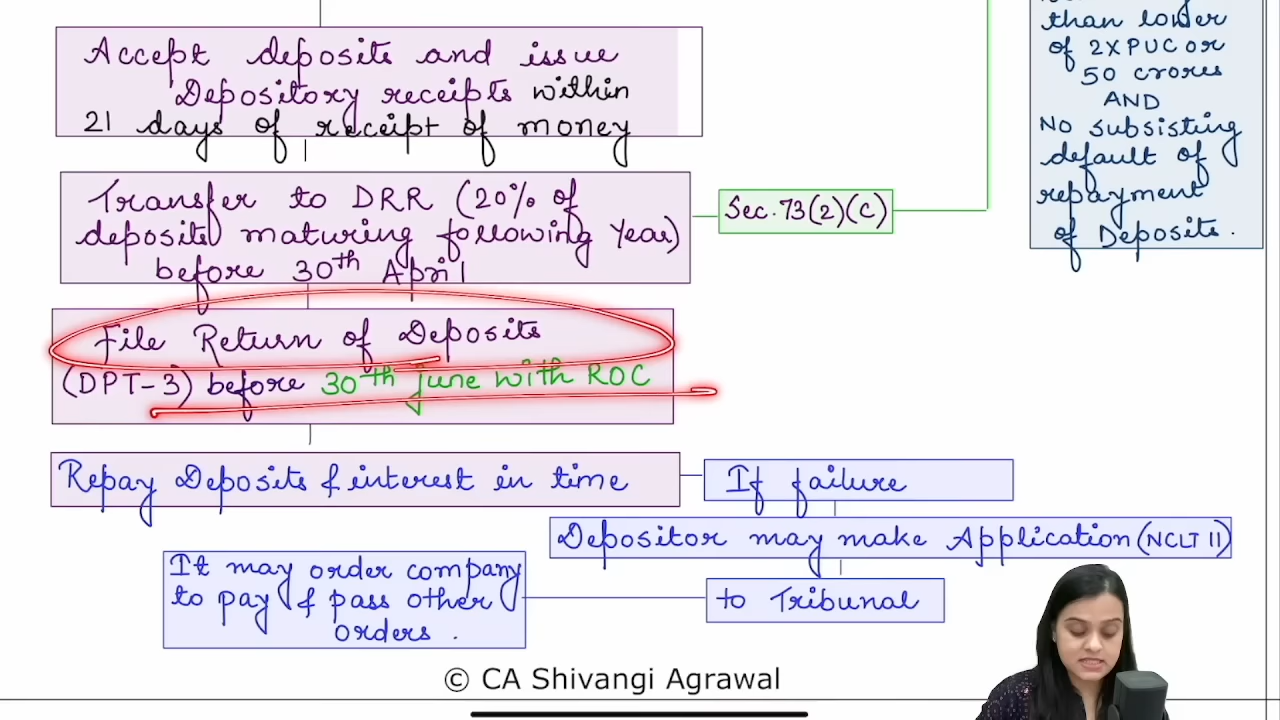 Accept deposits and issue
Depository receipts within
21 days of receipt of money
Transfer to DRR (20% of
deposits maturing following Year)
before 30th April
Sec. 73(2)(C)
File Return of Deposits
(DPT-3) before 30th June with ROC
Repay Deposits & interest in time
If failure
Depositor may make Application (NCLT 11)
to Tribunal
It may order company
to pay & pass other
orders.
than lower
of 2XPUC or
50 crores
AND
No subsisting
default of
repayment
of Deposits.
© CA Shivangi Agrawal